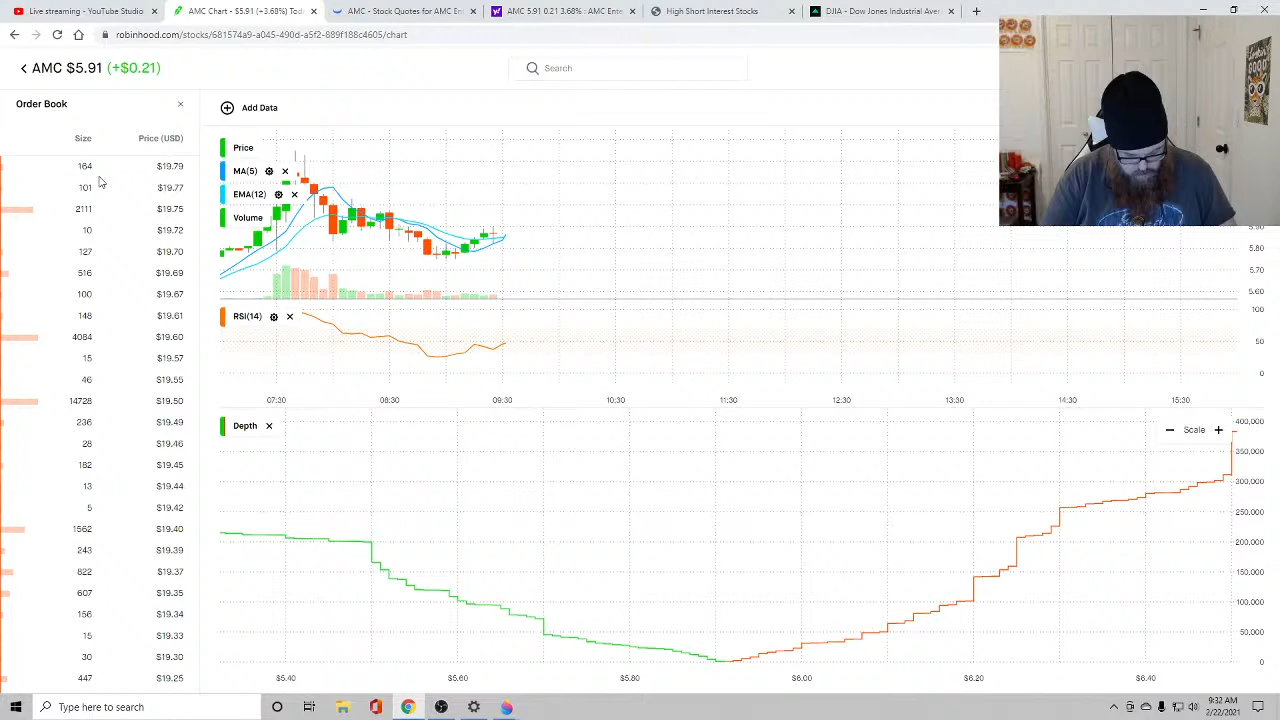 Live streaming - YouTube Studio
AMC Chart - $5.91 (+3.68%) Toda
AMC - Stock Quotes for AMC En
AMC 5.91 0.21 3.68% : AMC Ente
High Short Interest Stocks
DJIA - Dow Jones Industrial Aver
AMC $5.91 (+$0.21)
Search
Order Book
Size Price (USD)
164 $19.79
101 $19.77
2111 $19.75
10 $19.72
127 $19.70
516 $19.69
100 $19.67
148 $19.61
4084 $19.60
15 $19.57
46 $19.55
14728 $19.50
236 $19.49
28 $19.46
182 $19.45
13 $19.44
5 $19.42
1562 $19.40
243 $19.39
822 $19.37
607 $19.35
156 $19.34
15 $19.33
30 $19.30
447 $19.25
Add Data
Price
MA(5)
EMA(12)
Volume
5.90
5.80
5.70
5.60
RSI(14)
100
50
0
07:30 08:30 09:30 10:30 11:30 12:30 13:30 14:30 15:30
Depth
Scale
400,000
350,000
300,000
250,000
200,000
150,000
100,000
50,000
0
$5.40 $5.60 $5.80 $6.00 $6.20 $6.40
Type here to search
9:32 AM
2/22/2021